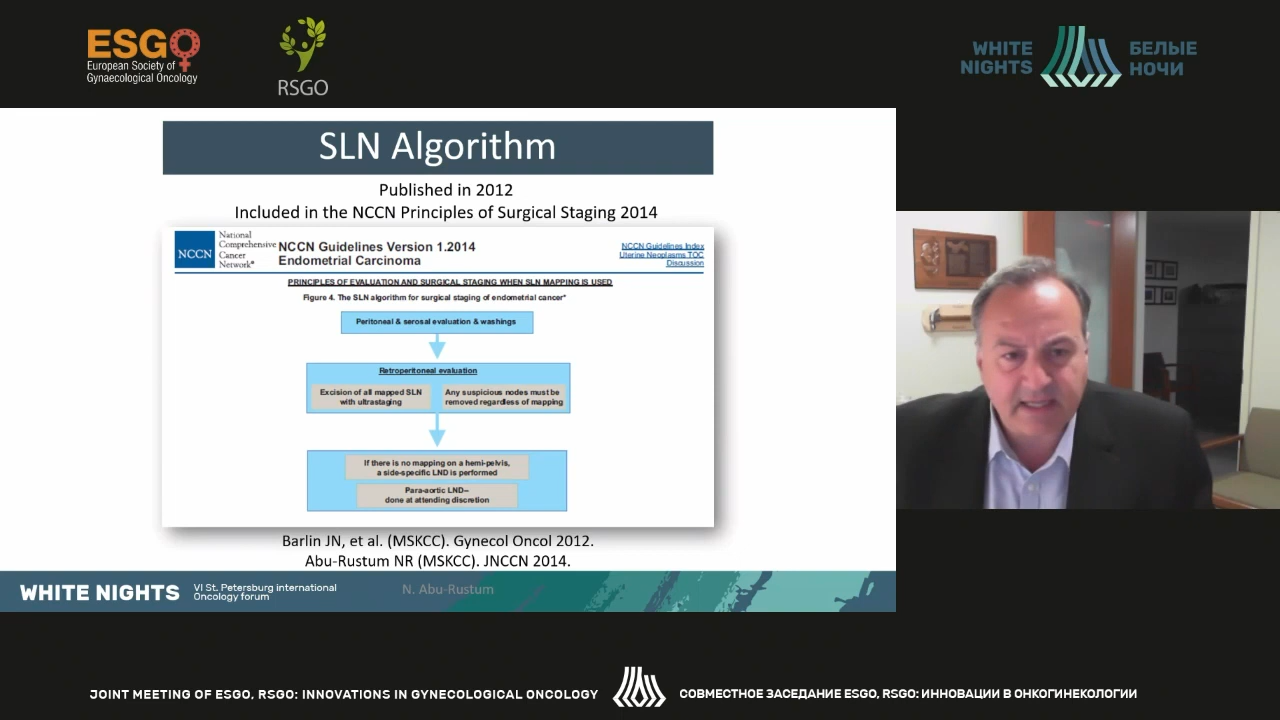 ESGO
European Society of
Gynaecological Oncology
RSGO
WHITE
NIGHTS
БЕЛЫЕ
НОЧИ
SLN Algorithm
Published in 2012
Included in the NCCN Principles of Surgical Staging 2014
NCCN
National
Comprehensive
Cancer
Network®
NCCN Guidelines Version 1.2014
Endometrial Carcinoma
NCCN Guidelines Index
Uterine Neoplasms TOC
Discussion
PRINCIPLES OF EVALUATION AND SURGICAL STAGING WHEN SLN MAPPING IS USED
Figure 4. The SLN algorithm for surgical staging of endometrial cancer*
Peritoneal & serosal evaluation & washings
Retroperitoneal evaluation
Excision of all mapped SLN
with ultrastaging
Any suspicious nodes must be
removed regardless of mapping
If there is no mapping on a hemi-pelvis,
a side-specific LND is performed
Para-aortic LND–
done at attending discretion
Barlin JN, et al. (MSKCC). Gynecol Oncol 2012.
Abu-Rustum NR (MSKCC). JNCCN 2014.
WHITE NIGHTS
VI St. Petersburg international
Oncology forum
N. Abu-Rustum
JOINT MEETING OF ESGO, RSGO: INNOVATIONS IN GYNECOLOGICAL ONCOLOGY
СОВМЕСТНОЕ ЗАСЕДАНИЕ ESGO, RSGO: ИННОВАЦИИ В ОНКОГИНЕКОЛОГИИ